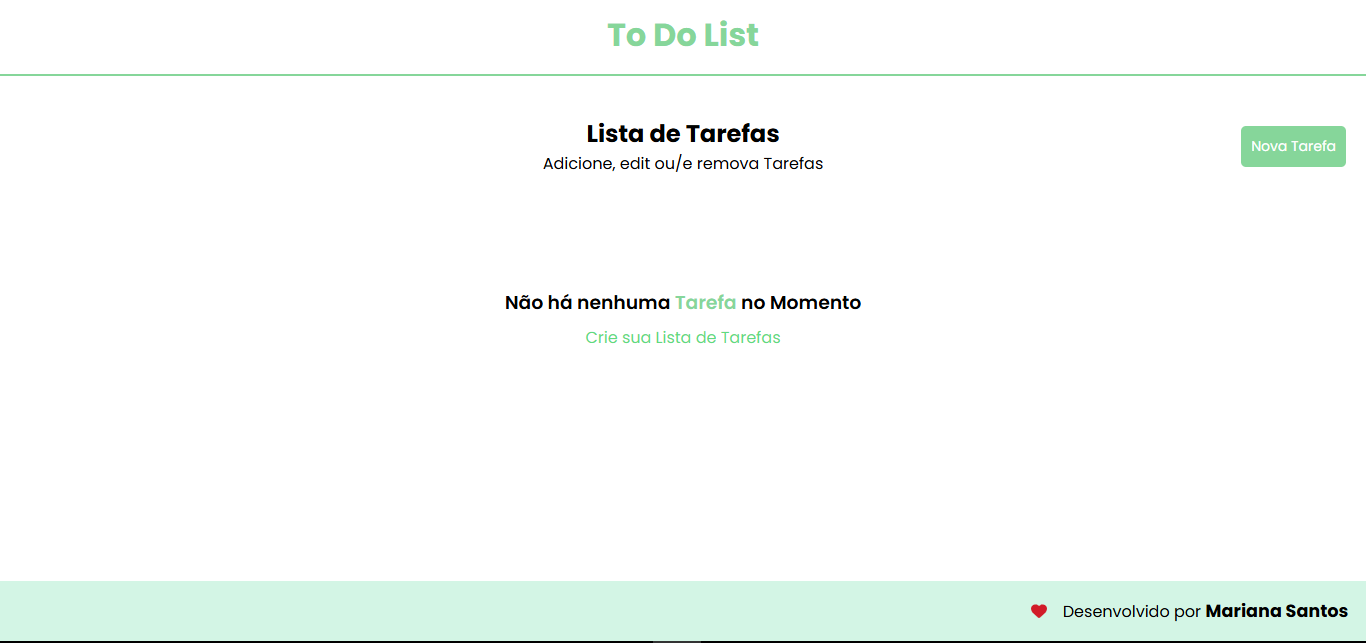 To Do List
Lista de Tarefas
Adicione, edit ou/e remova Tarefas
Nova Tarefa
Não há nenhuma Tarefa no Momento
Crie sua Lista de Tarefas
Desenvolvido por Mariana Santos